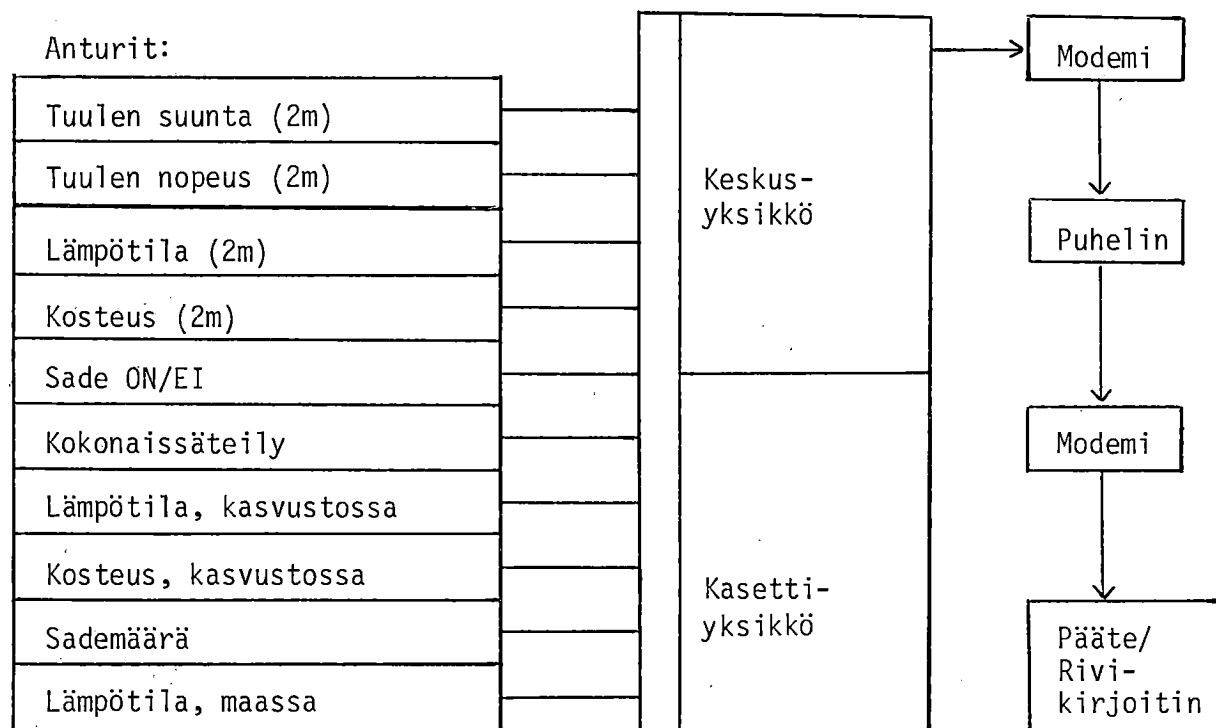 Anturit:
Tuulen suunta (2m)
Tuulen nopeus (2m)
Lämpötila (2m)
Kosteus (2m)
Sade ON/EI
Kokonaissäteily
Lämpötila, kasvustossa
Kosteus, kasvustossa
Sademäärä
Lämpötila, maassa
Keskus-
yksikkö
Kasetti-
yksikkö
Modemi
Puhelin
Modemi
Pääte/
Rivi-
kirjoitin